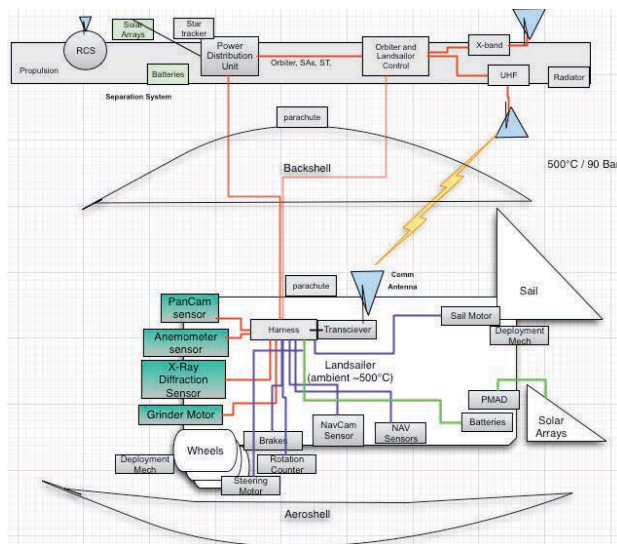 Solar
Arrays
Star
tracker
RCS
Propulsion
Batteries
Power
Distribution
Unit
Orbiter, SAs, ST,
Orbiter and
Landsailor
Control
X-band
UHF
Radiator
Separation System
parachute
Backshell
500°C / 90 Bar
Comm
Antenna
parachute
Sail
PanCam
sensor
Anemometer
sensor
X-Ray
Diffraction
Sensor
Grinder Motor
Harness
Transciever
Sail Motor
Deployment
Mech
Landsailer
(ambient ~500°C)
PMAD
Batteries
Solar
Arrays
NavCam
Sensor
NAV
Sensors
Brakes
Wheels
Deployment
Mech
Rotation
Counter
Steering
Motor
Aeroshell